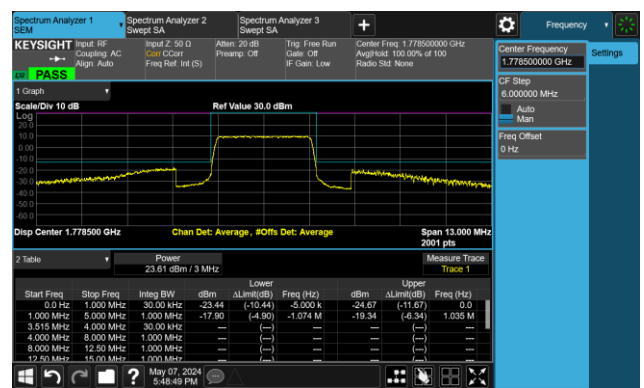 Spectrum Analyzer 1
SEM
Spectrum Analyzer 2
Swept SA
Spectrum Analyzer 3
Swept SA
+
Frequency
KEYSIGHT
Input: RF
Coupling: AC
Align: Auto
Input Z: 50 Ω
Corr CCorr
Freq Ref: Int (S)
Atten: 20 dB
Preamp: Off
Trig: Free Run
Gate: Off
IF Gain: Low
Center Freq: 1.778500000 GHz
Avg|Hold: 100.00% of 100
Radio Std: None
LW PASS
Center Frequency
1.778500000 GHz
Settings
CF Step
6.000000 MHz
Auto
Man
Freq Offset
0 Hz
1 Graph
Scale/Div 10 dB
Ref Value 30.0 dBm
Log
20.0
10.0
0.00
-10.0
-20.0
-30.0
-40.0
-50.0
-60.0
Disp Center 1.778500 GHz
Chan Det: Average , #Offs Det: Average
Span 13.000 MHz
2001 pts
2 Table
Power
23.61 dBm / 3 MHz
Measure Trace
Trace 1
Lower Upper
Start Freq Stop Freq Integ BW dBm ΔLimit(dB) Freq (Hz) dBm ΔLimit(dB) Freq (Hz)
0.0 Hz 1.000 MHz 30.00 kHz -23.44 (-10.44) -5.000 k -24.67 (-11.67) 0.0
1.000 MHz 5.000 MHz 1.000 MHz -17.90 (-4.90) -1.074 M -19.34 (-6.34) 1.035 M
3.515 MHz 4.000 MHz 30.00 kHz --- (---) --- --- (---) ---
4.000 MHz 8.000 MHz 1.000 MHz --- (---) --- --- (---) ---
8.000 MHz 12.50 MHz 1.000 MHz --- (---) --- --- (---) ---
12.50 MHz 15.00 MHz 1.000 MHz --- (---) --- --- (---) ---
?
May 07, 2024
5:48:49 PM